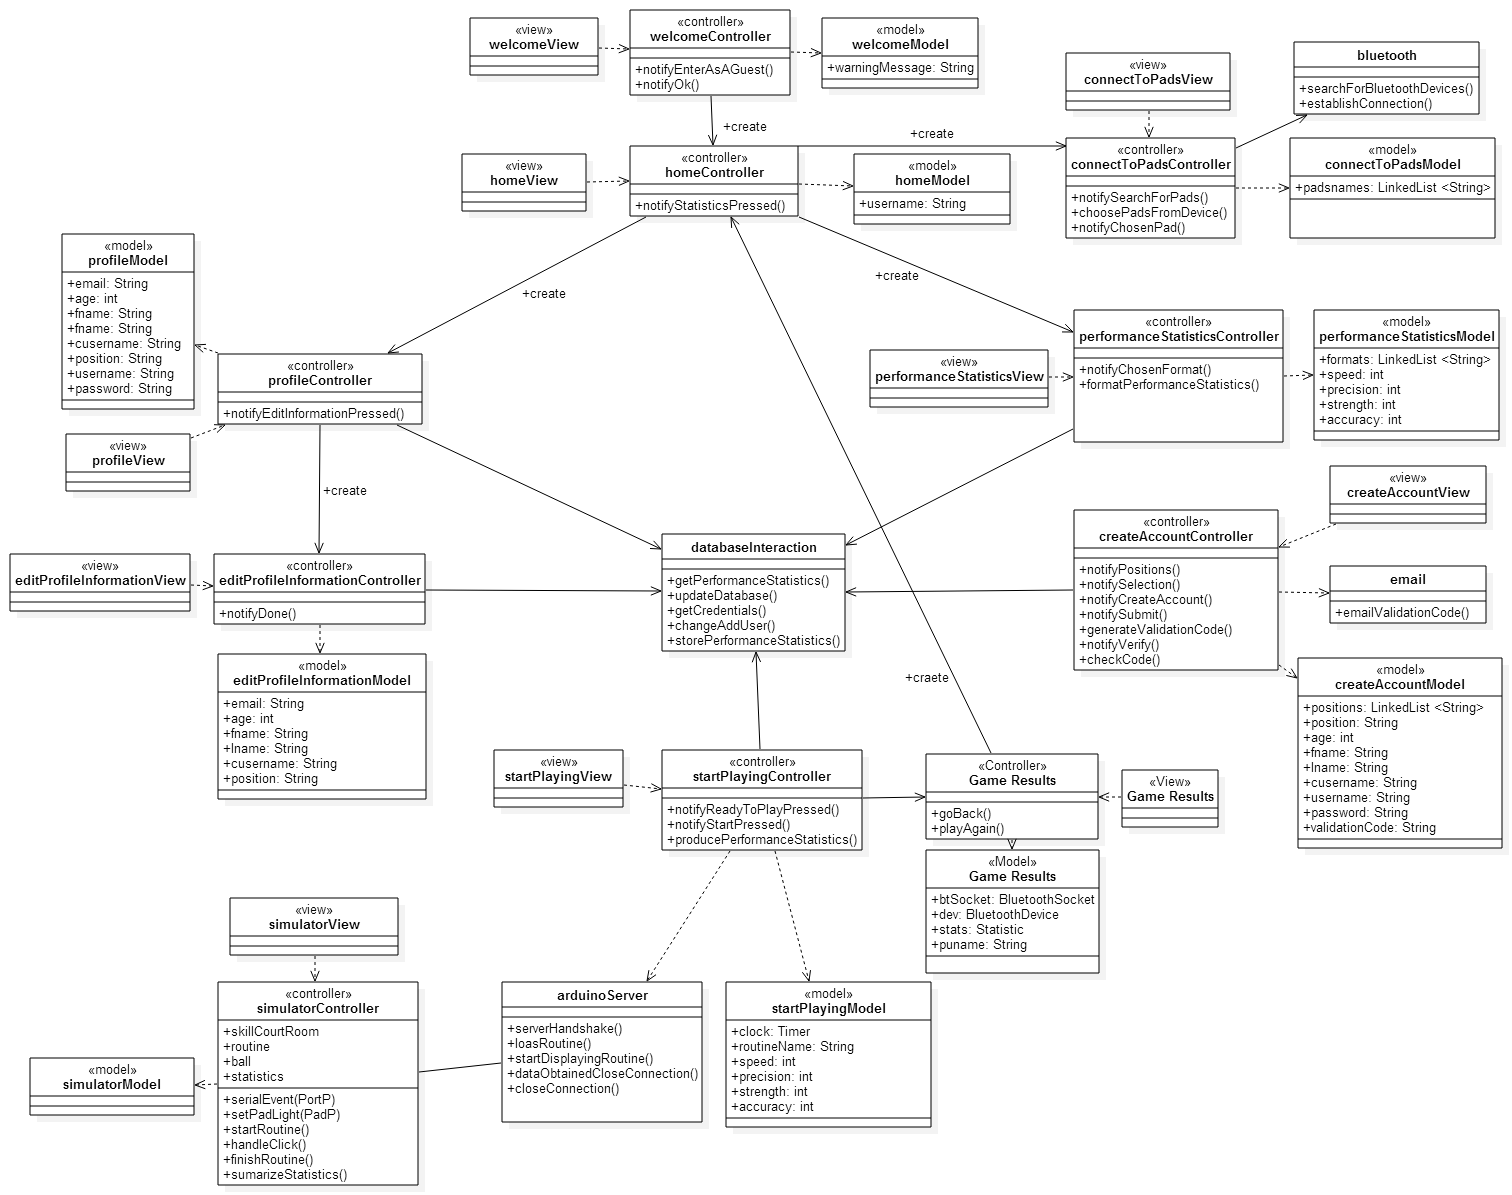 «view»
welcomeView
«controller»
welcomeController
+notifyEnterAsAGuest()
+notifyOk()
«model»
welcomeModel
+warningMessage: String
«view»
connectToPadsView
bluetooth
+searchForBluetoothDevices()
+establishConnection()
+create
+create
«view»
homeView
«controller»
homeController
+notifyStatisticsPressed()
«model»
homeModel
+username: String
«controller»
connectToPadsController
+notifySearchForPads()
+choosePadsFromDevice()
+notifyChosenPad()
«model»
connectToPadsModel
+padsnames: LinkedList <String>
«model»
profileModel
+email: String
+age: int
+fname: String
+fname: String
+cusername: String
+position: String
+username: String
+password: String
+create
+create
«controller»
profileController
+notifyEditInformationPressed()
«view»
profileView
«view»
performanceStatisticsView
«controller»
performanceStatisticsController
+notifyChosenFormat()
+formatPerformanceStatistics()
«model»
performanceStatisticsModel
+formats: LinkedList <String>
+speed: int
+precision: int
+strength: int
+accuracy: int
+create
«view»
createAccountView
«view»
editProfileInformationView
«controller»
editProfileInformationController
+notifyDone()
databaseInteraction
+getPerformanceStatistics()
+updateDatabase()
+getCredentials()
+changeAddUser()
+storePerformanceStatistics()
«controller»
createAccountController
+notifyPositions()
+notifySelection()
+notifyCreateAccount()
+notifySubmit()
+generateValidationCode()
+notifyVerify()
+checkCode()
email
+emailValidationCode()
«model»
editProfileInformationModel
+email: String
+age: int
+fname: String
+lname: String
+cusername: String
+position: String
+craete
«model»
createAccountModel
+positions: LinkedList <String>
+position: String
+age: int
+fname: String
+lname: String
+cusername: String
+username: String
+password: String
+validationCode: String
«view»
startPlayingView
«controller»
startPlayingController
+notifyReadyToPlayPressed()
+notifyStartPressed()
+producePerformanceStatistics()
«Controller»
Game Results
+goBack()
+playAgain()
«View»
Game Results
«Model»
Game Results
+btSocket: BluetoothSocket
+dev: BluetoothDevice
+stats: Statistic
+puname: String
«view»
simulatorView
«controller»
simulatorController
+skillCourtRoom
+routine
+ball
+statistics
+serialEvent(PortP)
+setPadLight(PadP)
+startRoutine()
+handleClick()
+finishRoutine()
+sumarizeStatistics()
«model»
simulatorModel
arduinoServer
+serverHandshake()
+loasRoutine()
+startDisplayingRoutine()
+dataObtainedCloseConnection()
+closeConnection()
«model»
startPlayingModel
+clock: Timer
+routineName: String
+speed: int
+precision: int
+strength: int
+accuracy: int